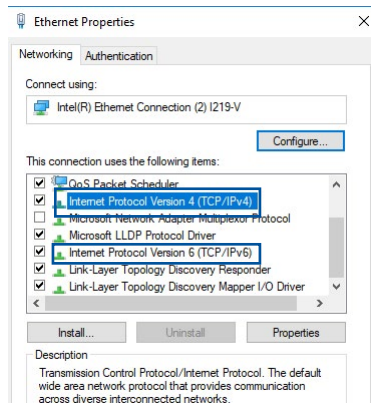 Ethernet Properties
Networking Authentication
Connect using:
Intel(R) Ethernet Connection (2) I219-V
Configure...
This connection uses the following items:
QoS Packet Scheduler
Internet Protocol Version 4 (TCP/IPv4)
Microsoft Network Adapter Multiplexor Protocol
Microsoft LLDP Protocol Driver
Internet Protocol Version 6 (TCP/IPv6)
Link-Layer Topology Discovery Responder
Link-Layer Topology Discovery Mapper I/O Driver
Install... Uninstall Properties
Description
Transmission Control Protocol/Internet Protocol. The default
wide area network protocol that provides communication
across diverse interconnected networks.